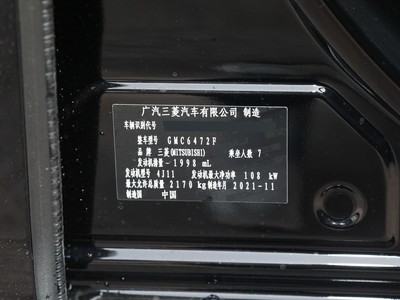 广汽三菱汽车有限公司 制造
车辆识别代号
整车型号 GMC6472F
品 牌 三菱(MITSUBISHI) 乘坐人数 7
发动机排量 1998 mL
发动机型号 4J11 发动机最大净功率 108 kW
最大允许总质量 2170 kg 制造年月 2021-11
制造国 中国